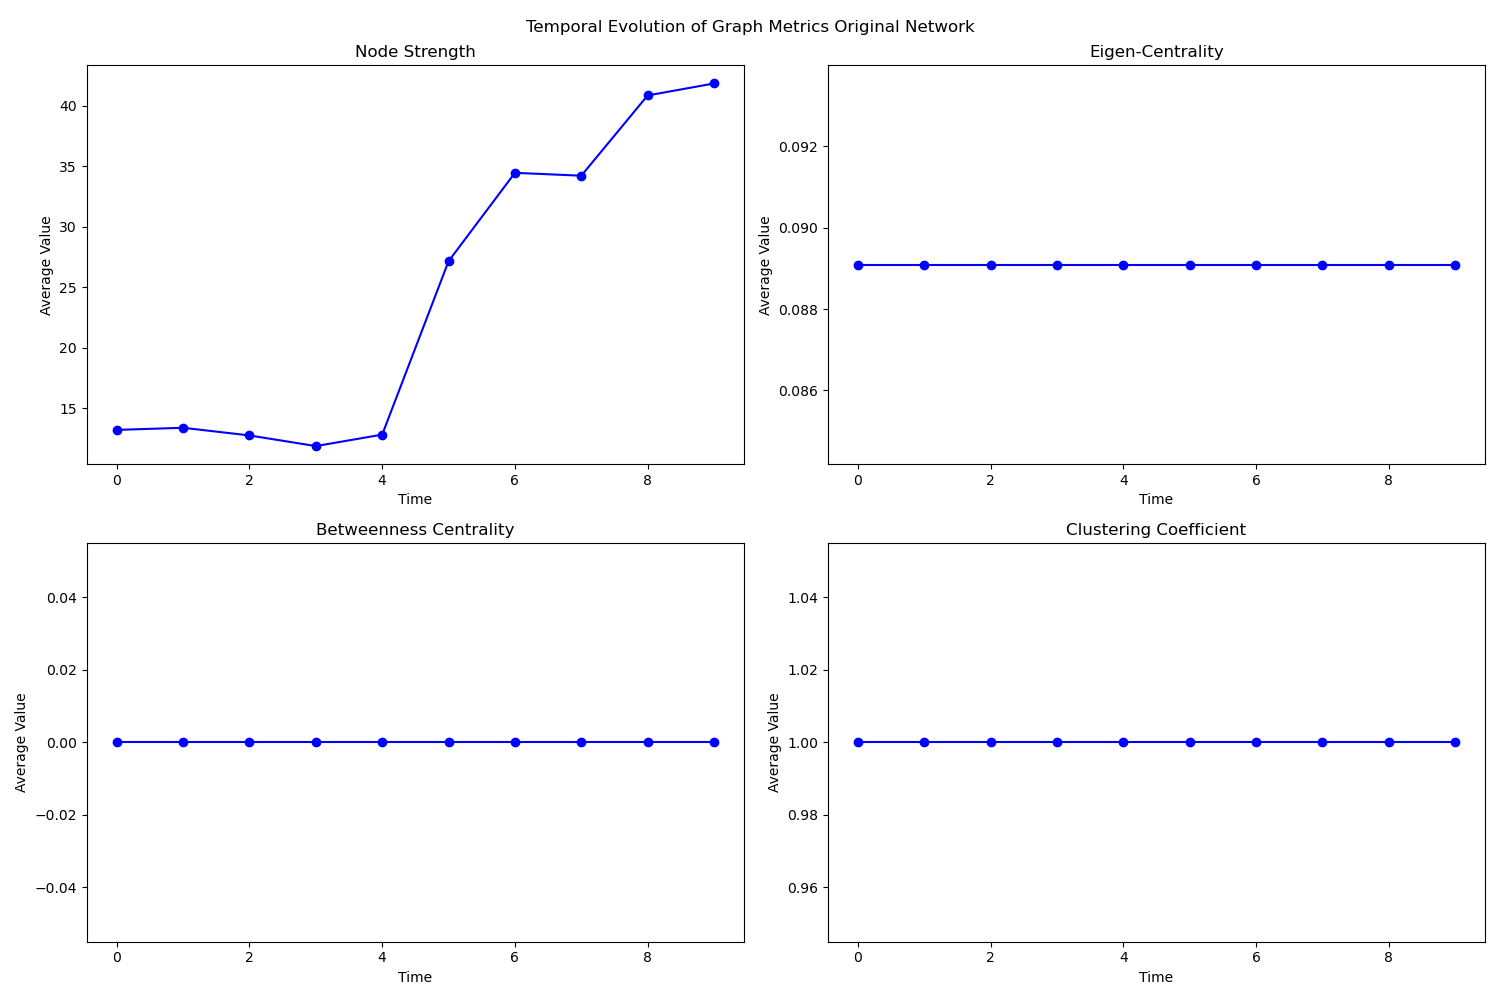 Temporal Evolution of Graph Metrics Original Network
Node Strength
Average Value
40
35
30
25
20
15
0 2 4 6 8
Time
Eigen-Centrality
Average Value
0.092
0.090
0.088
0.086
0 2 4 6 8
Time
Betweenness Centrality
Average Value
0.04
0.02
0.00
−0.02
−0.04
0 2 4 6 8
Time
Clustering Coefficient
Average Value
1.04
1.02
1.00
0.98
0.96
0 2 4 6 8
Time